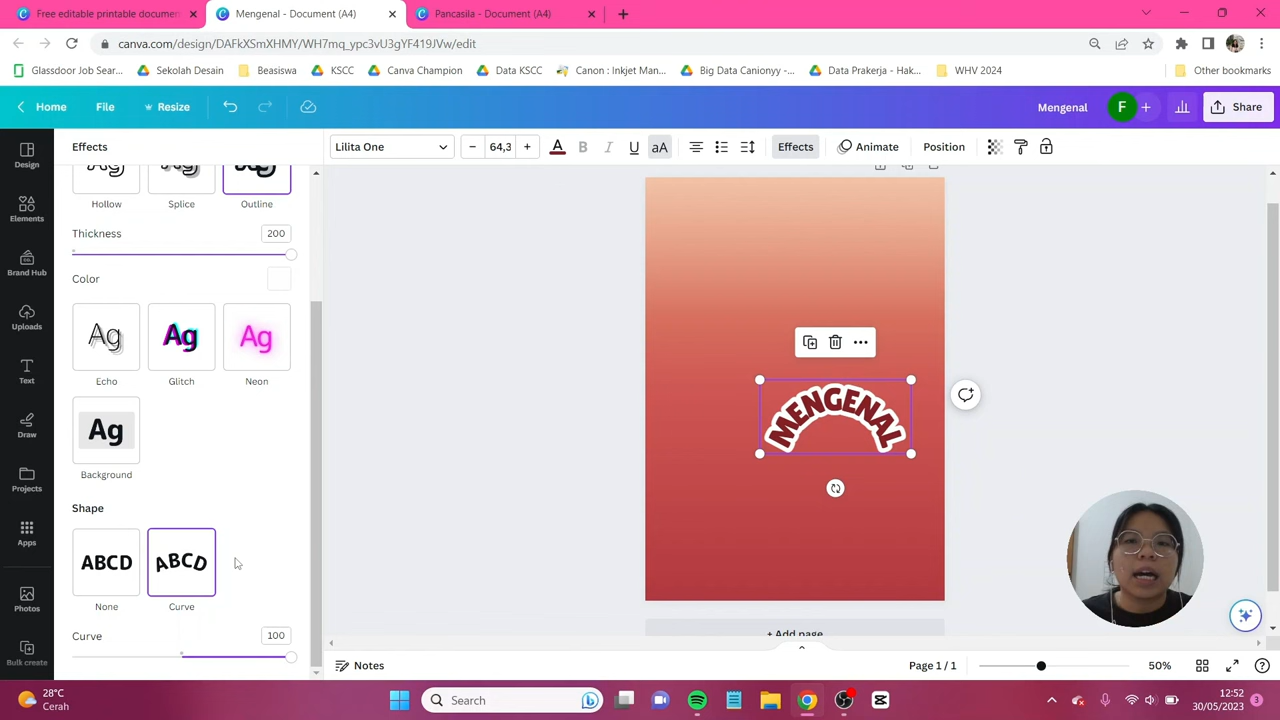 Free editable printable documen
Mengenal - Document (A4)
Pancasila - Document (A4)
canva.com/design/DAFkXSmXHMY/WH7mq_ypc3vU3gYF419JVw/edit
Glassdoor Job Sear...
Sekolah Desain
Beasiswa
KSCC
Canva Champion
Data KSCC
Canon : Inkjet Man...
Big Data Canionyy -...
Data Prakerja - Hak...
WHV 2024
Other bookmarks
Home
File
Resize
Mengenal
F
Share
Effects
Lilita One
64,3
B
I
U
aA
Effects
Animate
Position
Design
Elements
Brand Hub
Uploads
Text
Draw
Projects
Apps
Photos
Bulk create
Hollow
Splice
Outline
Thickness
200
Color
Ag
Ag
Ag
Echo
Glitch
Neon
Ag
Background
Shape
ABCD
ABCD
None
Curve
Curve
100
MENGENAL
+ Add page
Notes
Page 1 / 1
50%
28°C
Cerah
Search
12:52
30/05/2023
3